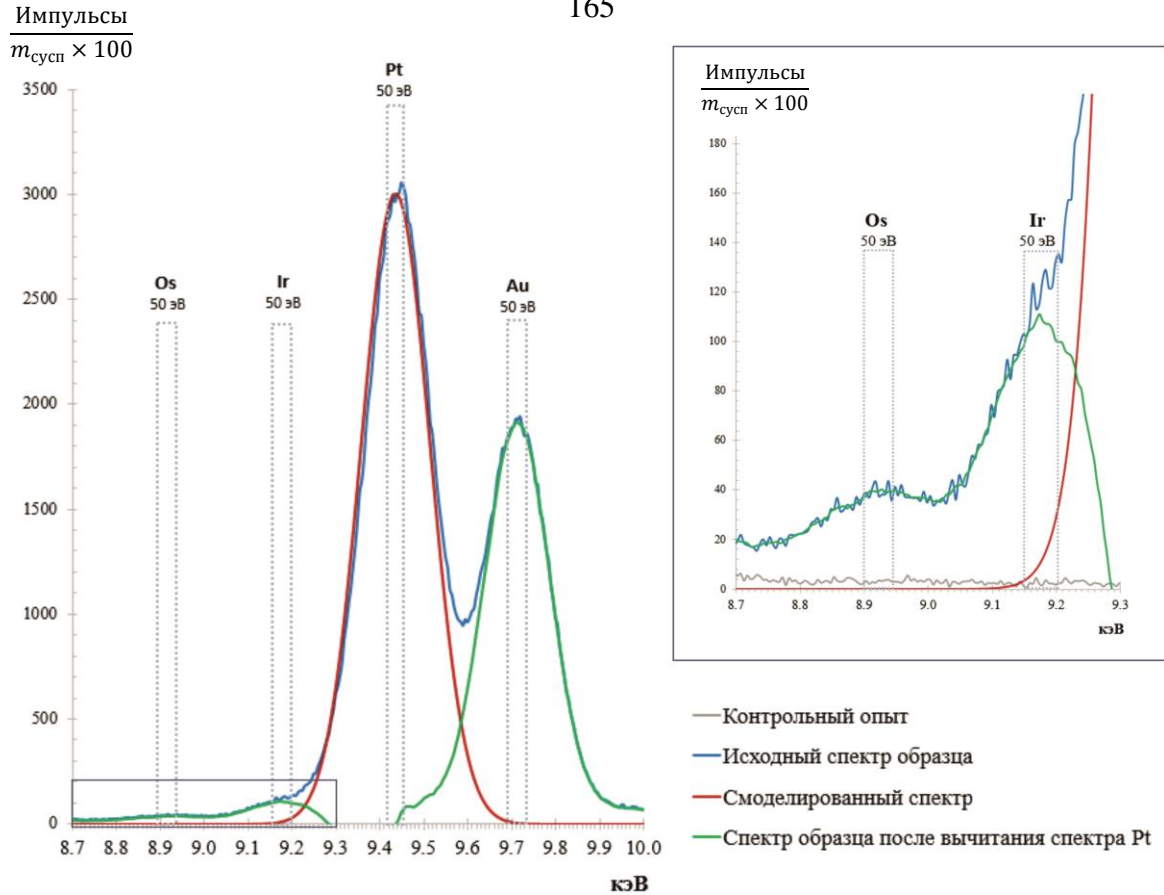 165
Импульсы
mсусп × 100
3500
3000
2500
2000
1500
1000
500
0
Os
50 эВ
Ir
50 эВ
Pt
50 эВ
Au
50 эВ
8.7 8.8 8.9 9.0 9.1 9.2 9.3 9.4 9.5 9.6 9.7 9.8 9.9 10.0
кэВ
Импульсы
mсусп × 100
180
160
140
120
100
80
60
40
20
0
Os
50 эВ
Ir
50 эВ
8.7 8.8 8.9 9.0 9.1 9.2 9.3
кэВ
Контрольный опыт
Исходный спектр образца
Смоделированный спектр
Спектр образца после вычитания спектра Pt